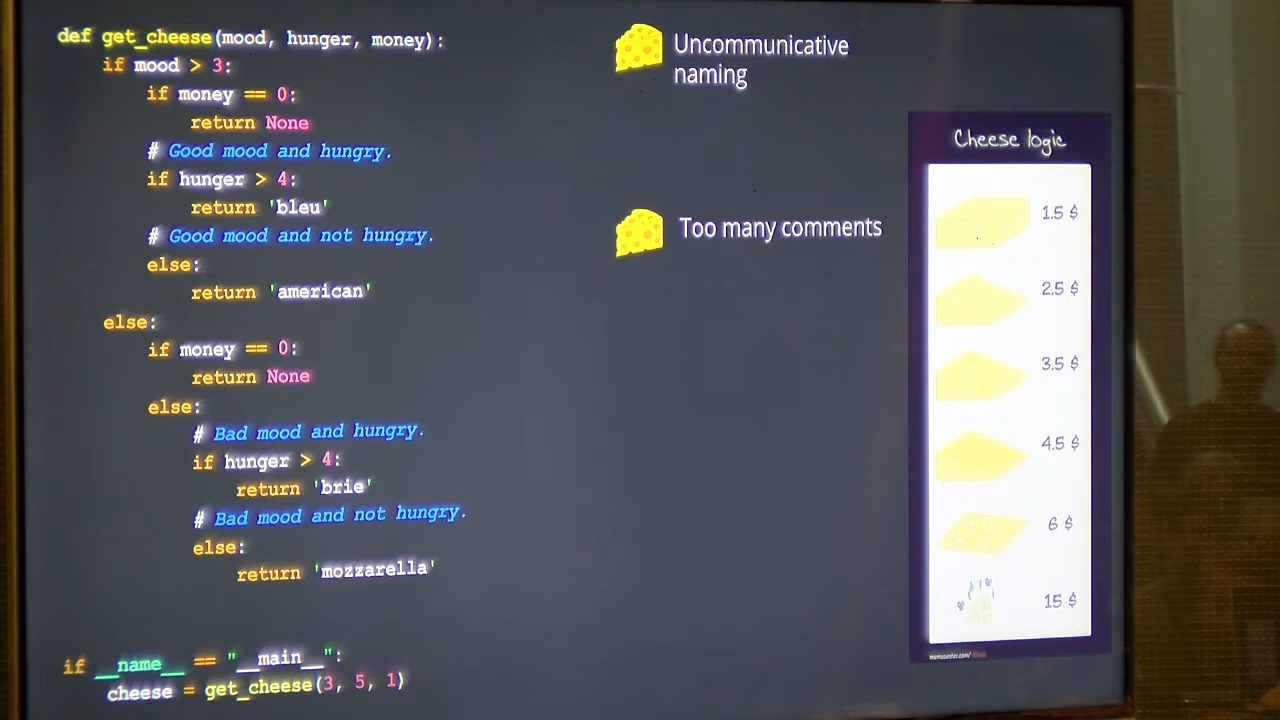 def get_cheese(mood, hunger, money):
if mood > 3:
if money == 0:
return None
# Good mood and hungry.
if hunger > 4:
return 'bleu'
# Good mood and not hungry.
else:
return 'american'
else:
if money == 0:
return None
else:
# Bad mood and hungry.
if hunger > 4:
return 'brie'
# Bad mood and not hungry.
else:
return 'mozzarella'
if __name__ == "__main__":
cheese = get_cheese(3, 5, 1)
Uncommunicative
naming
Too many comments
Cheese logic
1.5 $
2.5 $
3.5 $
4.5 $
6 $
15 $
memecenter.com/